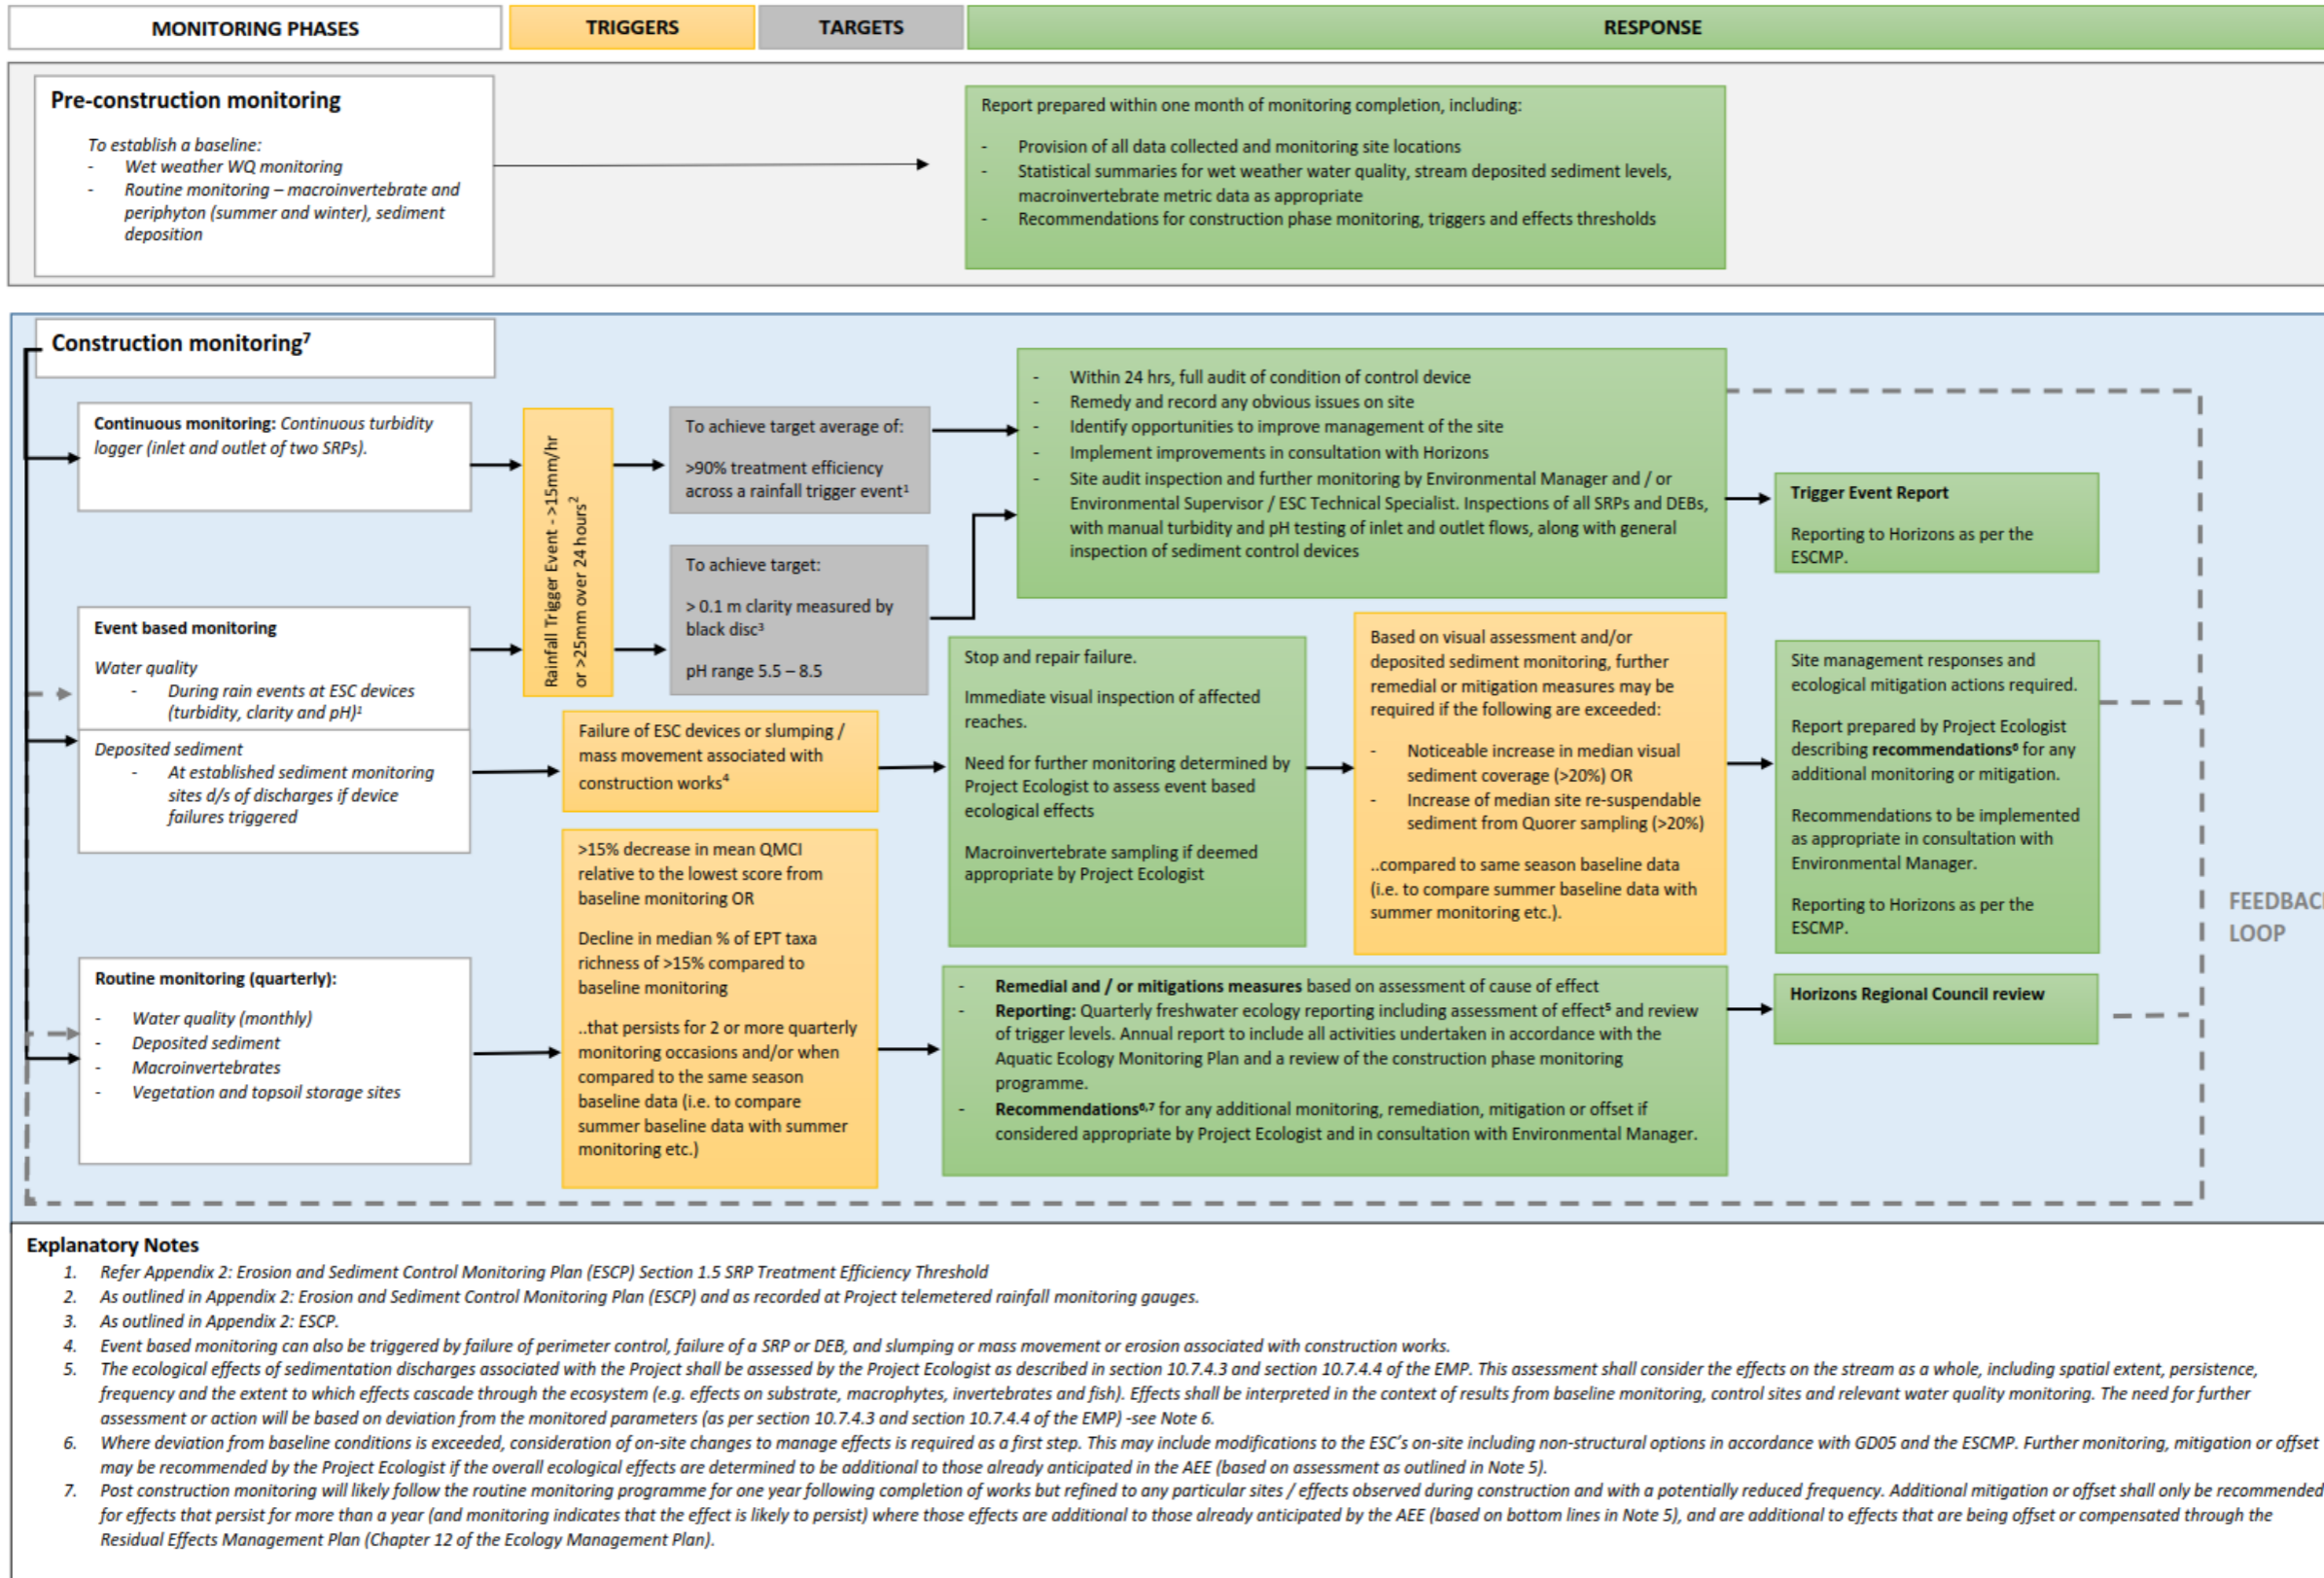 MONITORING PHASES
TRIGGERS
TARGETS
RESPONSE
Pre-construction monitoring
To establish a baseline:
- Wet weather WQ monitoring
- Routine monitoring – macroinvertebrate and
periphyton (summer and winter), sediment
deposition
Report prepared within one month of monitoring completion, including:
- Provision of all data collected and monitoring site locations
- Statistical summaries for wet weather water quality, stream deposited sediment levels,
macroinvertebrate metric data as appropriate
- Recommendations for construction phase monitoring, triggers and effects thresholds
Construction monitoring⁷
Continuous monitoring: Continuous turbidity
logger (inlet and outlet of two SRPs).
Rainfall Trigger Event - >15mm/hr
or >25mm over 24 hours²
To achieve target average of:
>90% treatment efficiency
across a rainfall trigger event¹
- Within 24 hrs, full audit of condition of control device
- Remedy and record any obvious issues on site
- Identify opportunities to improve management of the site
- Implement improvements in consultation with Horizons
- Site audit inspection and further monitoring by Environmental Manager and / or
Environmental Supervisor / ESC Technical Specialist. Inspections of all SRPs and DEBs,
with manual turbidity and pH testing of inlet and outlet flows, along with general
inspection of sediment control devices
Trigger Event Report
Reporting to Horizons as per the
ESCMP.
Event based monitoring
Water quality
- During rain events at ESC devices
(turbidity, clarity and pH)¹
To achieve target:
> 0.1 m clarity measured by
black disc³
pH range 5.5 – 8.5
Deposited sediment
- At established sediment monitoring
sites d/s of discharges if device
failures triggered
Failure of ESC devices or slumping /
mass movement associated with
construction works⁴
Stop and repair failure.
Immediate visual inspection of affected
reaches.
Need for further monitoring determined by
Project Ecologist to assess event based
ecological effects
Macroinvertebrate sampling if deemed
appropriate by Project Ecologist
Based on visual assessment and/or
deposited sediment monitoring, further
remedial or mitigation measures may be
required if the following are exceeded:
- Noticeable increase in median visual
sediment coverage (>20%) OR
- Increase of median site re-suspendable
sediment from Quorer sampling (>20%)
..compared to same season baseline data
(i.e. to compare summer baseline data with
summer monitoring etc.).
Site management responses and
ecological mitigation actions required.
Report prepared by Project Ecologist
describing recommendations⁶ for any
additional monitoring or mitigation.
Recommendations to be implemented
as appropriate in consultation with
Environmental Manager.
Reporting to Horizons as per the
ESCMP.
Routine monitoring (quarterly):
- Water quality (monthly)
- Deposited sediment
- Macroinvertebrates
- Vegetation and topsoil storage sites
>15% decrease in mean QMCI
relative to the lowest score from
baseline monitoring OR
Decline in median % of EPT taxa
richness of >15% compared to
baseline monitoring
..that persists for 2 or more quarterly
monitoring occasions and/or when
compared to the same season
baseline data (i.e. to compare
summer baseline data with summer
monitoring etc.)
- Remedial and / or mitigations measures based on assessment of cause of effect
- Reporting: Quarterly freshwater ecology reporting including assessment of effect⁵ and review
of trigger levels. Annual report to include all activities undertaken in accordance with the
Aquatic Ecology Monitoring Plan and a review of the construction phase monitoring
programme.
- Recommendations⁶,⁷ for any additional monitoring, remediation, mitigation or offset if
considered appropriate by Project Ecologist and in consultation with Environmental Manager.
Horizons Regional Council review
LOOP
Explanatory Notes
1. Refer Appendix 2: Erosion and Sediment Control Monitoring Plan (ESCP) Section 1.5 SRP Treatment Efficiency Threshold
2. As outlined in Appendix 2: Erosion and Sediment Control Monitoring Plan (ESCP) and as recorded at Project telemetered rainfall monitoring gauges.
3. As outlined in Appendix 2: ESCP.
4. Event based monitoring can also be triggered by failure of perimeter control, failure of a SRP or DEB, and slumping or mass movement or erosion associated with construction works.
5. The ecological effects of sedimentation discharges associated with the Project shall be assessed by the Project Ecologist as described in section 10.7.4.3 and section 10.7.4.4 of the EMP. This assessment shall consider the effects on the stream as a whole, including spatial extent, persistence,
frequency and the extent to which effects cascade through the ecosystem (e.g. effects on substrate, macrophytes, invertebrates and fish). Effects shall be interpreted in the context of results from baseline monitoring, control sites and relevant water quality monitoring. The need for further
assessment or action will be based on deviation from the monitored parameters (as per section 10.7.4.3 and section 10.7.4.4 of the EMP) -see Note 6.
6. Where deviation from baseline conditions is exceeded, consideration of on-site changes to manage effects is required as a first step. This may include modifications to the ESC's on-site including non-structural options in accordance with GD05 and the ESCMP. Further monitoring, mitigation or offset
may be recommended by the Project Ecologist if the overall ecological effects are determined to be additional to those already anticipated in the AEE (based on assessment as outlined in Note 5).
7. Post construction monitoring will likely follow the routine monitoring programme for one year following completion of works but refined to any particular sites / effects observed during construction and with a potentially reduced frequency. Additional mitigation or offset shall only be recommended
for effects that persist for more than a year (and monitoring indicates that the effect is likely to persist) where those effects are additional to those already anticipated by the AEE (based on bottom lines in Note 5), and are additional to effects that are being offset or compensated through the
Residual Effects Management Plan (Chapter 12 of the Ecology Management Plan).